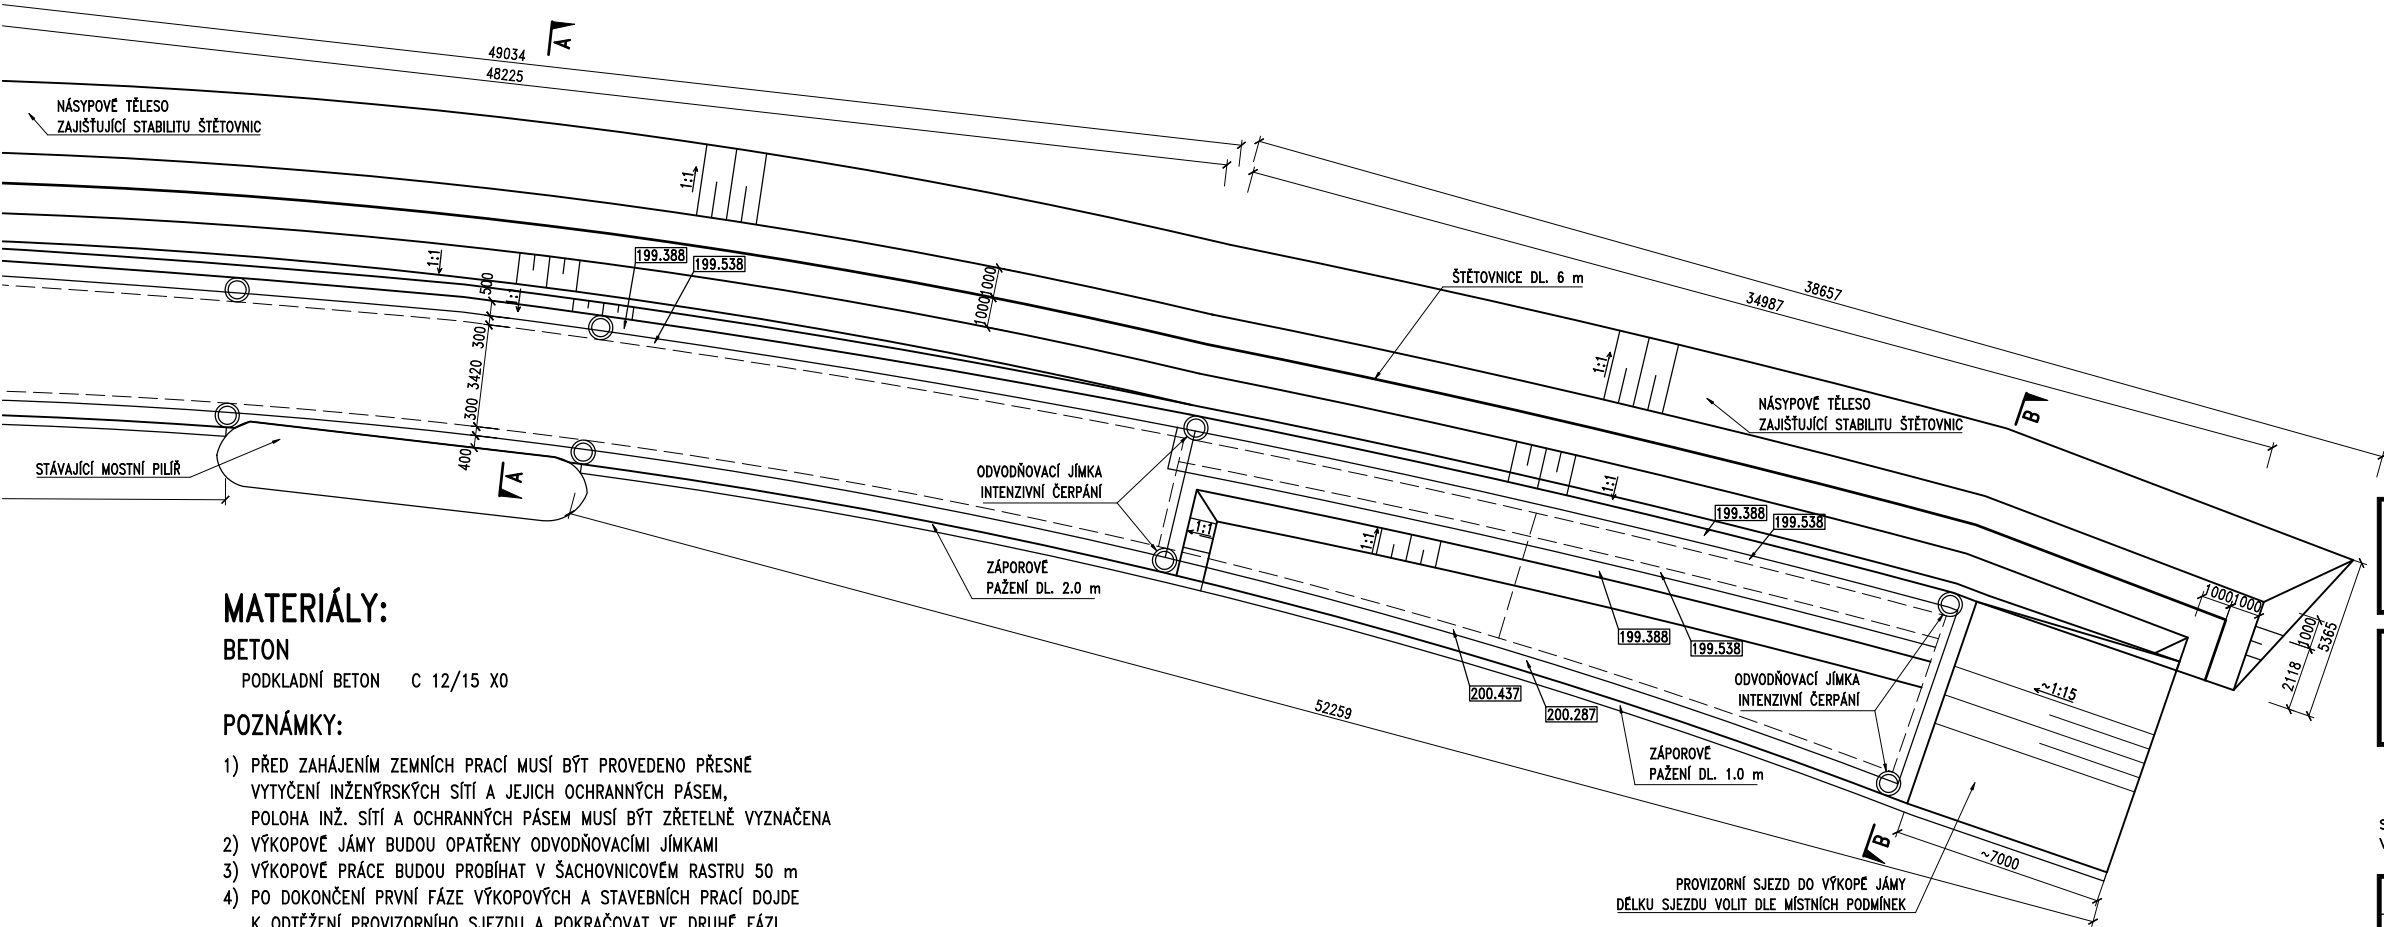 49034
48225
A
NÁSYPOVÉ TĚLESO
ZAJIŠŤUJÍCÍ STABILITU ŠTĚTOVNIC
1:1
1:1
1:1
199.388
199.538
500
300
3420
300
400
1000
1000
ŠTĚTOVNICE DL. 6 m
38657
34987
1:1
NÁSYPOVÉ TĚLESO
ZAJIŠŤUJÍCÍ STABILITU ŠTĚTOVNIC
B
STÁVAJÍCÍ MOSTNÍ PILÍŘ
A
ODVODŇOVACÍ JÍMKA
INTENZIVNÍ ČERPÁNÍ
1:1
1:1
1:1
199.388
199.538
ZÁPOROVÉ
PAŽENÍ DL. 2.0 m
199.388
199.538
200.437
200.287
52259
ODVODŇOVACÍ JÍMKA
INTENZIVNÍ ČERPÁNÍ
~1:15
1000
1000
1000
5365
2118
ZÁPOROVÉ
PAŽENÍ DL. 1.0 m
B
~7000
PROVIZORNÍ SJEZD DO VÝKOPÉ JÁMY
DÉLKU SJEZDU VOLIT DLE MÍSTNÍCH PODMÍNEK
MATERIÁLY:
BETON
PODKLADNÍ BETON C 12/15 X0
POZNÁMKY:
1) PŘED ZAHÁJENÍM ZEMNÍCH PRACÍ MUSÍ BÝT PROVEDENO PŘESNÉ
VYTYČENÍ INŽENÝRSKÝCH SÍTÍ A JEJICH OCHRANNÝCH PÁSEM,
POLOHA INŽ. SÍTÍ A OCHRANNÝCH PÁSEM MUSÍ BÝT ZŘETELNĚ VYZNAČENA
2) VÝKOPOVÉ JÁMY BUDOU OPATŘENY ODVODŇOVACÍMI JÍMKAMI
3) VÝKOPOVÉ PRÁCE BUDOU PROBÍHAT V ŠACHOVNICOVÉM RASTRU 50 m
4) PO DOKONČENÍ PRVNÍ FÁZE VÝKOPOVÝCH A STAVEBNÍCH PRACÍ DOJDE
K ODTĚŽENÍ PROVIZORNÍHO SJEZDU A POKRAČOVAT VE DRUHÉ FÁZI